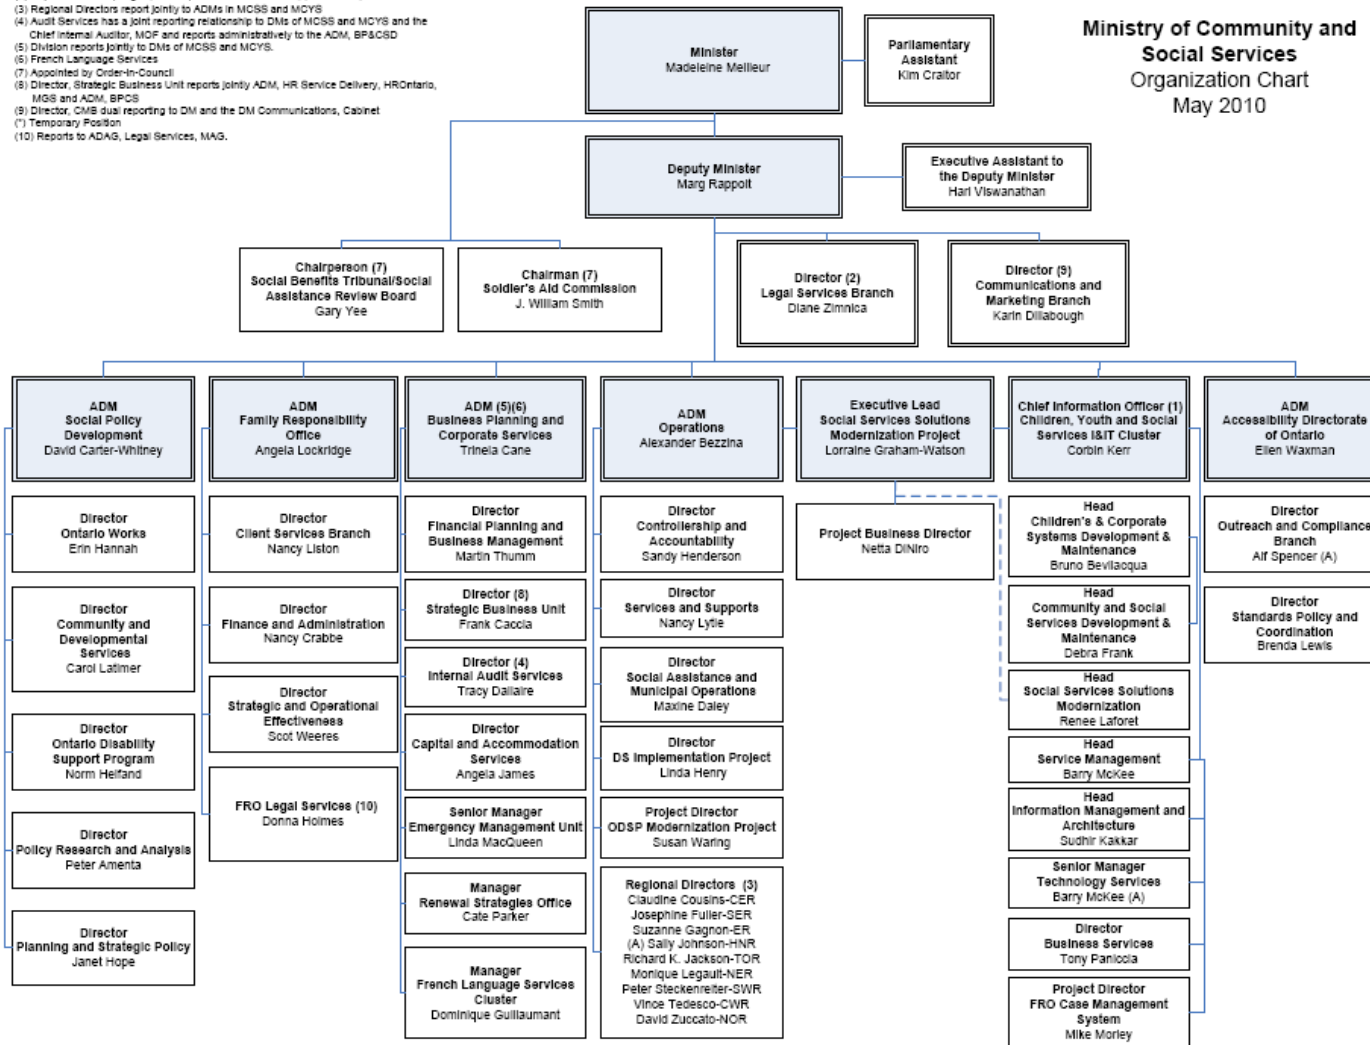 (3) Regional Directors report jointly to ADMs in MCSS and MCYS
(4) Audit Services has a joint reporting relationship to DMs of MCSS and MCYS and the
Chief Internal Auditor, MOF and reports administratively to the ADM, BP&CSD
(5) Division reports jointly to DMs of MCSS and MCYS.
(6) French Language Services
(7) Appointed by Order-in-Council
(8) Director, Strategic Business Unit reports jointly ADM, HR Service Delivery, HROntario,
MGS and ADM, BPCS
(9) Director, CMB dual reporting to DM and the DM Communications, Cabinet
(*) Temporary Position
(10) Reports to ADAG, Legal Services, MAG.
Ministry of Community and
Social Services
Organization Chart
May 2010
Minister
Madeleine Meilleur
Parliamentary
Assistant
Kim Craitor
Deputy Minister
Marg Rappolt
Executive Assistant to
the Deputy Minister
Hari Viswanathan
Chairperson (7)
Social Benefits Tribunal/Social
Assistance Review Board
Gary Yee
Chairman (7)
Soldier's Aid Commission
J. William Smith
Director (2)
Legal Services Branch
Diane Zimnica
Director (9)
Communications and
Marketing Branch
Karin Dillabough
ADM
Social Policy
Development
David Carter-Whitney
ADM
Family Responsibility
Office
Angela Lockridge
ADM (5)(6)
Business Planning and
Corporate Services
Trinela Cane
ADM
Operations
Alexander Bezzina
Executive Lead
Social Services Solutions
Modernization Project
Lorraine Graham-Watson
Chief Information Officer (1)
Children, Youth and Social
Services I&IT Cluster
Corbin Kerr
ADM
Accessibility Directorate
of Ontario
Ellen Waxman
Director
Ontario Works
Erin Hannah
Director
Community and
Developmental
Services
Carol Latimer
Director
Ontario Disability
Support Program
Norm Helfand
Director
Policy Research and Analysis
Peter Amenta
Director
Planning and Strategic Policy
Janet Hope
Director
Client Services Branch
Nancy Liston
Director
Finance and Administration
Nancy Crabbe
Director
Strategic and Operational
Effectiveness
Scot Weeres
FRO Legal Services (10)
Donna Holmes
Director
Financial Planning and
Business Management
Martin Thumm
Director (8)
Strategic Business Unit
Frank Caccia
Director (4)
Internal Audit Services
Tracy Dallaire
Director
Capital and Accommodation
Services
Angela James
Senior Manager
Emergency Management Unit
Linda MacQueen
Manager
Renewal Strategies Office
Cate Parker
Manager
French Language Services
Cluster
Dominique Guillaumant
Director
Controllership and
Accountability
Sandy Henderson
Director
Services and Supports
Nancy Lytle
Director
Social Assistance and
Municipal Operations
Maxine Daley
Director
DS Implementation Project
Linda Henry
Project Director
ODSP Modernization Project
Susan Waring
Regional Directors (3)
Claudine Cousins-CER
Josephine Fuller-SER
Suzanne Gagnon-ER
(A) Sally Johnson-HNR
Richard K. Jackson-TOR
Monique Legault-NER
Peter Steckenreiter-SWR
Vince Tedesco-CWR
David Zuccato-NOR
Project Business Director
Netta DiNiro
Head
Children's & Corporate
Systems Development &
Maintenance
Bruno Bevilacqua
Head
Community and Social
Services Development &
Maintenance
Debra Frank
Head
Social Services Solutions
Modernization
Renee Laforet
Head
Service Management
Barry McKee
Head
Information Management and
Architecture
Sudhir Kakkar
Senior Manager
Technology Services
Barry McKee (A)
Director
Business Services
Tony Paniccia
Project Director
FRO Case Management
System
Mike Morley
Director
Outreach and Compliance
Branch
Alf Spencer (A)
Director
Standards Policy and
Coordination
Brenda Lewis